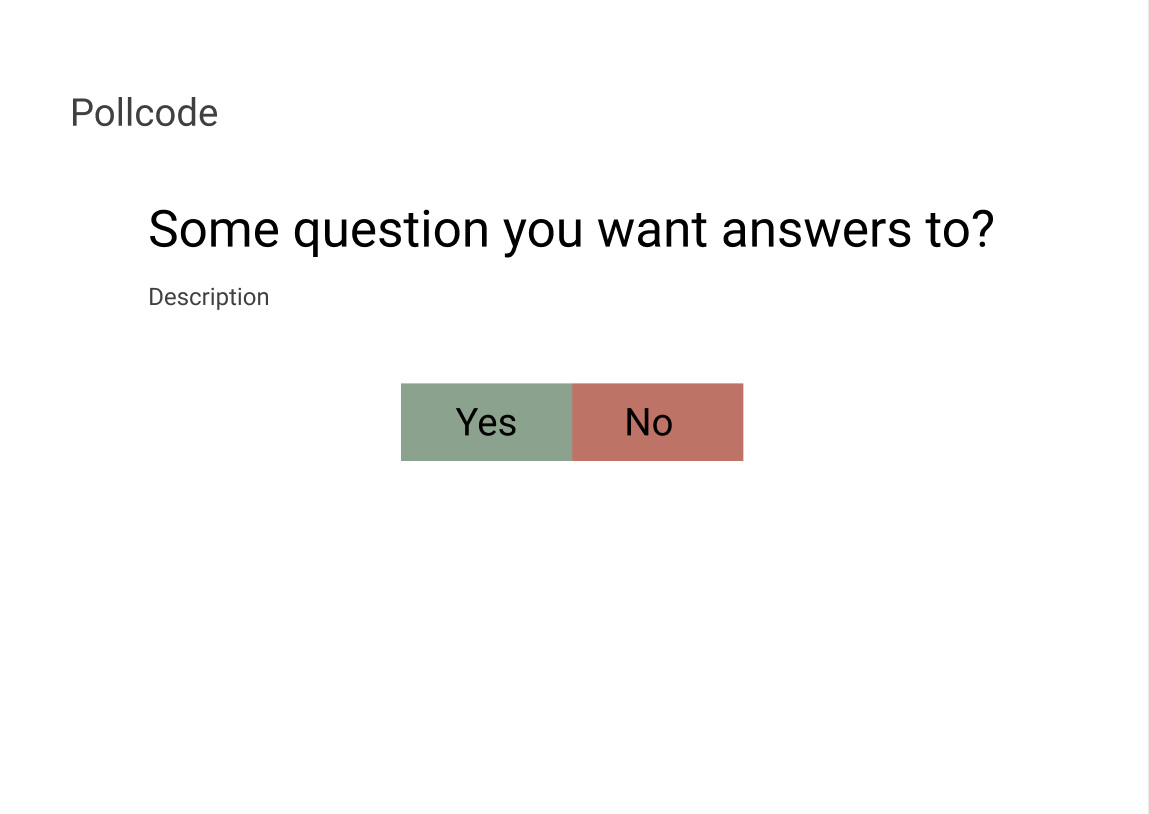 Pollcode
Some question you want answers to?
Description
Yes No